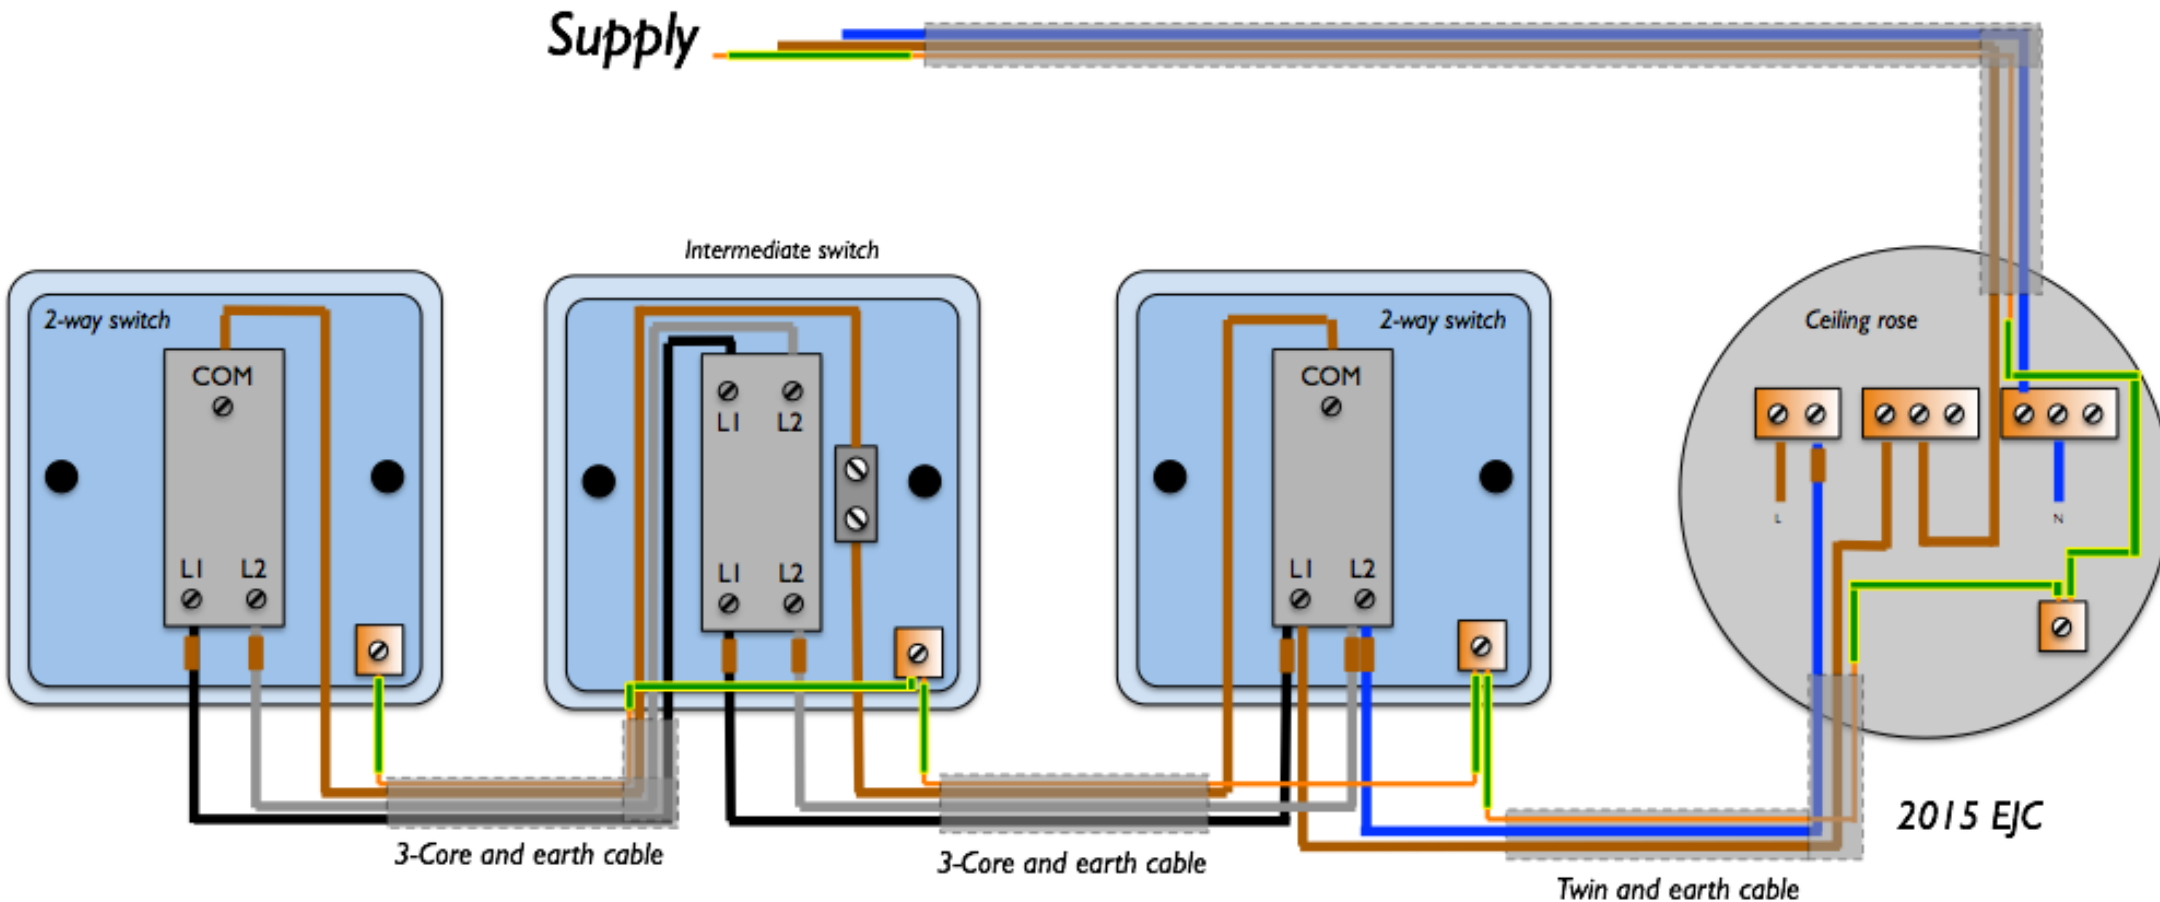 Supply
Intermediate switch
2-way switch
COM
L1 L2
L1 L2
L1 L2
2-way switch
COM
L1 L2
Ceiling rose
L
N
3-Core and earth cable
3-Core and earth cable
Twin and earth cable
2015 EJC